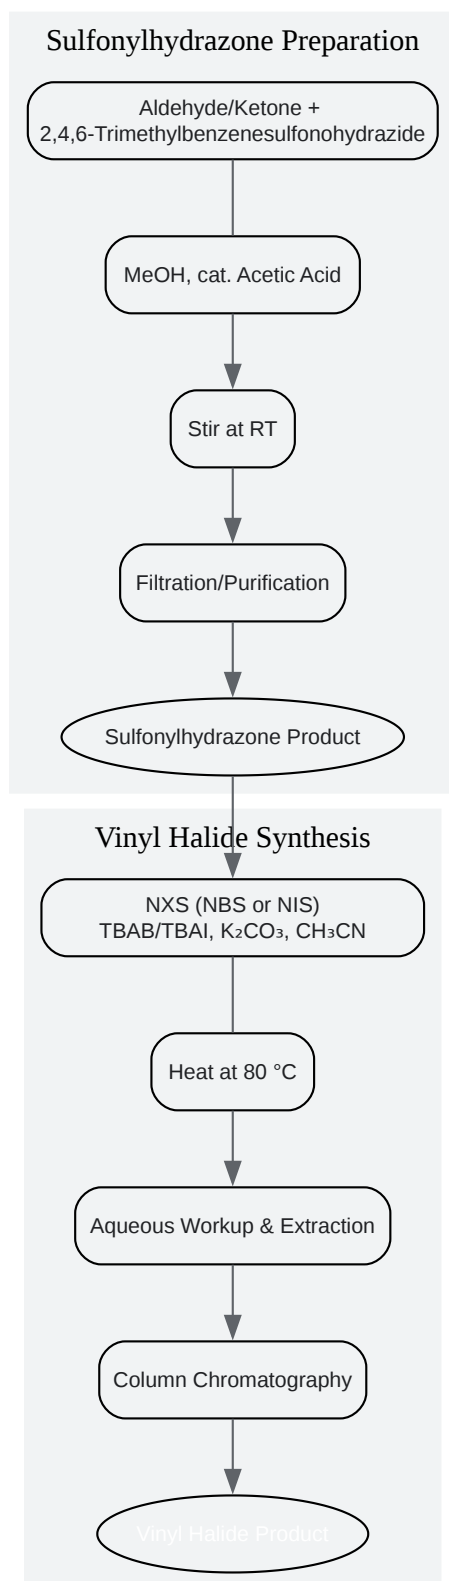 Sulfonylhydrazone Preparation
Aldehyde/Ketone +
2,4,6-Trimethylbenzenesulfonohydrazide
MeOH, cat. Acetic Acid
Stir at RT
Filtration/Purification
Sulfonylhydrazone Product
Vinyl Halide Synthesis
NXS (NBS or NIS)
TBAB/TBAI, K₂CO₃, CH₃CN
Heat at 80 °C
Aqueous Workup & Extraction
Column Chromatography
Vinyl Halide Product